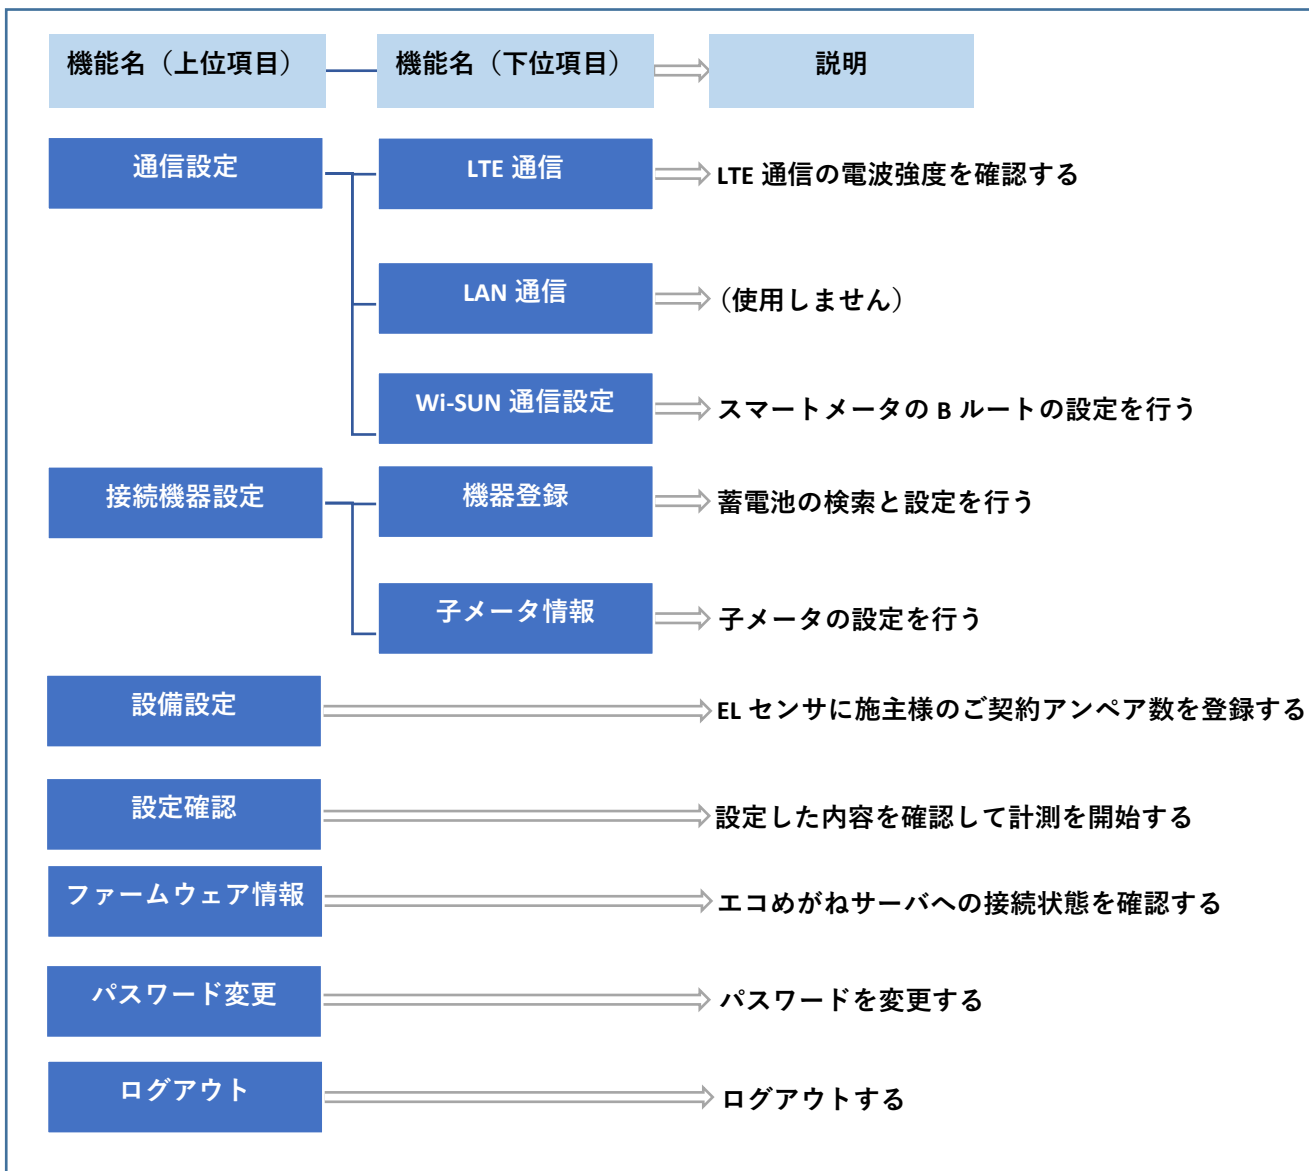 機能名（上位項目） 機能名（下位項目） 説明
通信設定 LTE 通信 LTE 通信の電波強度を確認する
LAN 通信 （使用しません）
Wi-SUN 通信設定 スマートメータの B ルートの設定を行う
接続機器設定 機器登録 蓄電池の検索と設定を行う
子メータ情報 子メータの設定を行う
設備設定 EL センサに施主様のご契約アンペア数を登録する
設定確認 設定した内容を確認して計測を開始する
ファームウェア情報 エコめがねサーバへの接続状態を確認する
パスワード変更 パスワードを変更する
ログアウト ログアウトする